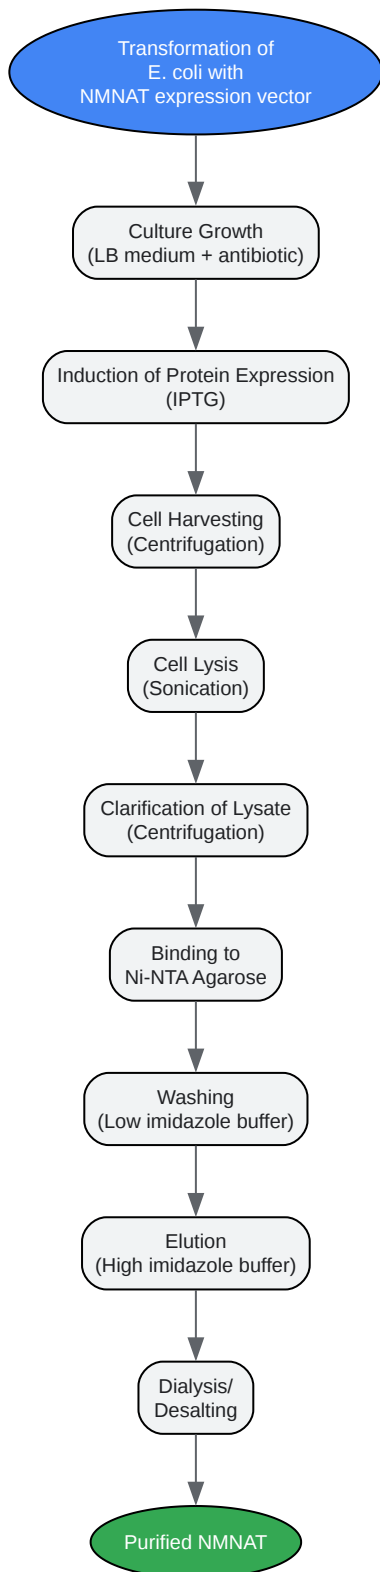 Transformation of
E. coli with
NMNAT expression vector
Culture Growth
(LB medium + antibiotic)
Induction of Protein Expression
(IPTG)
Cell Harvesting
(Centrifugation)
Cell Lysis
(Sonication)
Clarification of Lysate
(Centrifugation)
Binding to
Ni-NTA Agarose
Washing
(Low imidazole buffer)
Elution
(High imidazole buffer)
Dialysis/
Desalting
Purified NMNAT